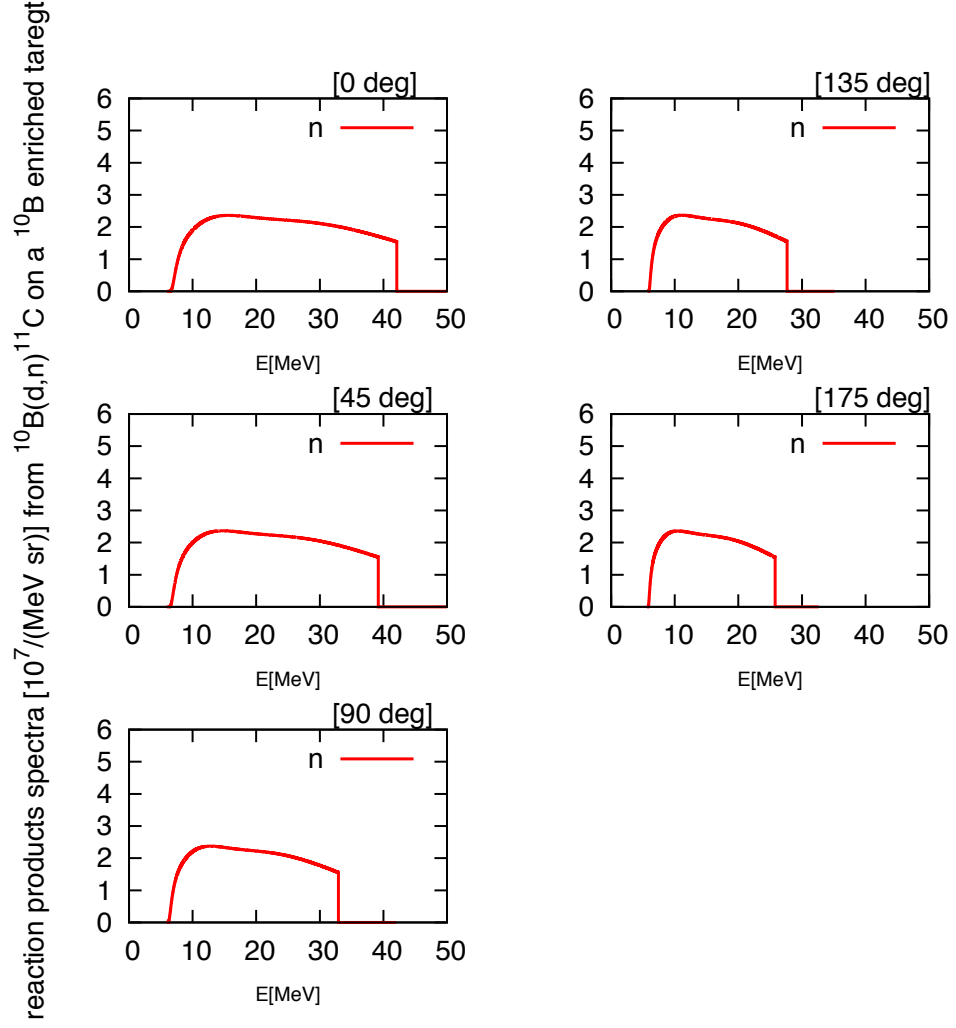 reaction products spectra [10⁷/(MeV sr)] from ¹⁰B(d,n)¹¹C on a ¹⁰B enriched taregt
[0 deg]
n
6
5
4
3
2
1
0
0 10 20 30 40 50
E[MeV]
[135 deg]
n
6
5
4
3
2
1
0
0 10 20 30 40 50
E[MeV]
[45 deg]
n
6
5
4
3
2
1
0
0 10 20 30 40 50
E[MeV]
[175 deg]
n
6
5
4
3
2
1
0
0 10 20 30 40 50
E[MeV]
[90 deg]
n
6
5
4
3
2
1
0
0 10 20 30 40 50
E[MeV]